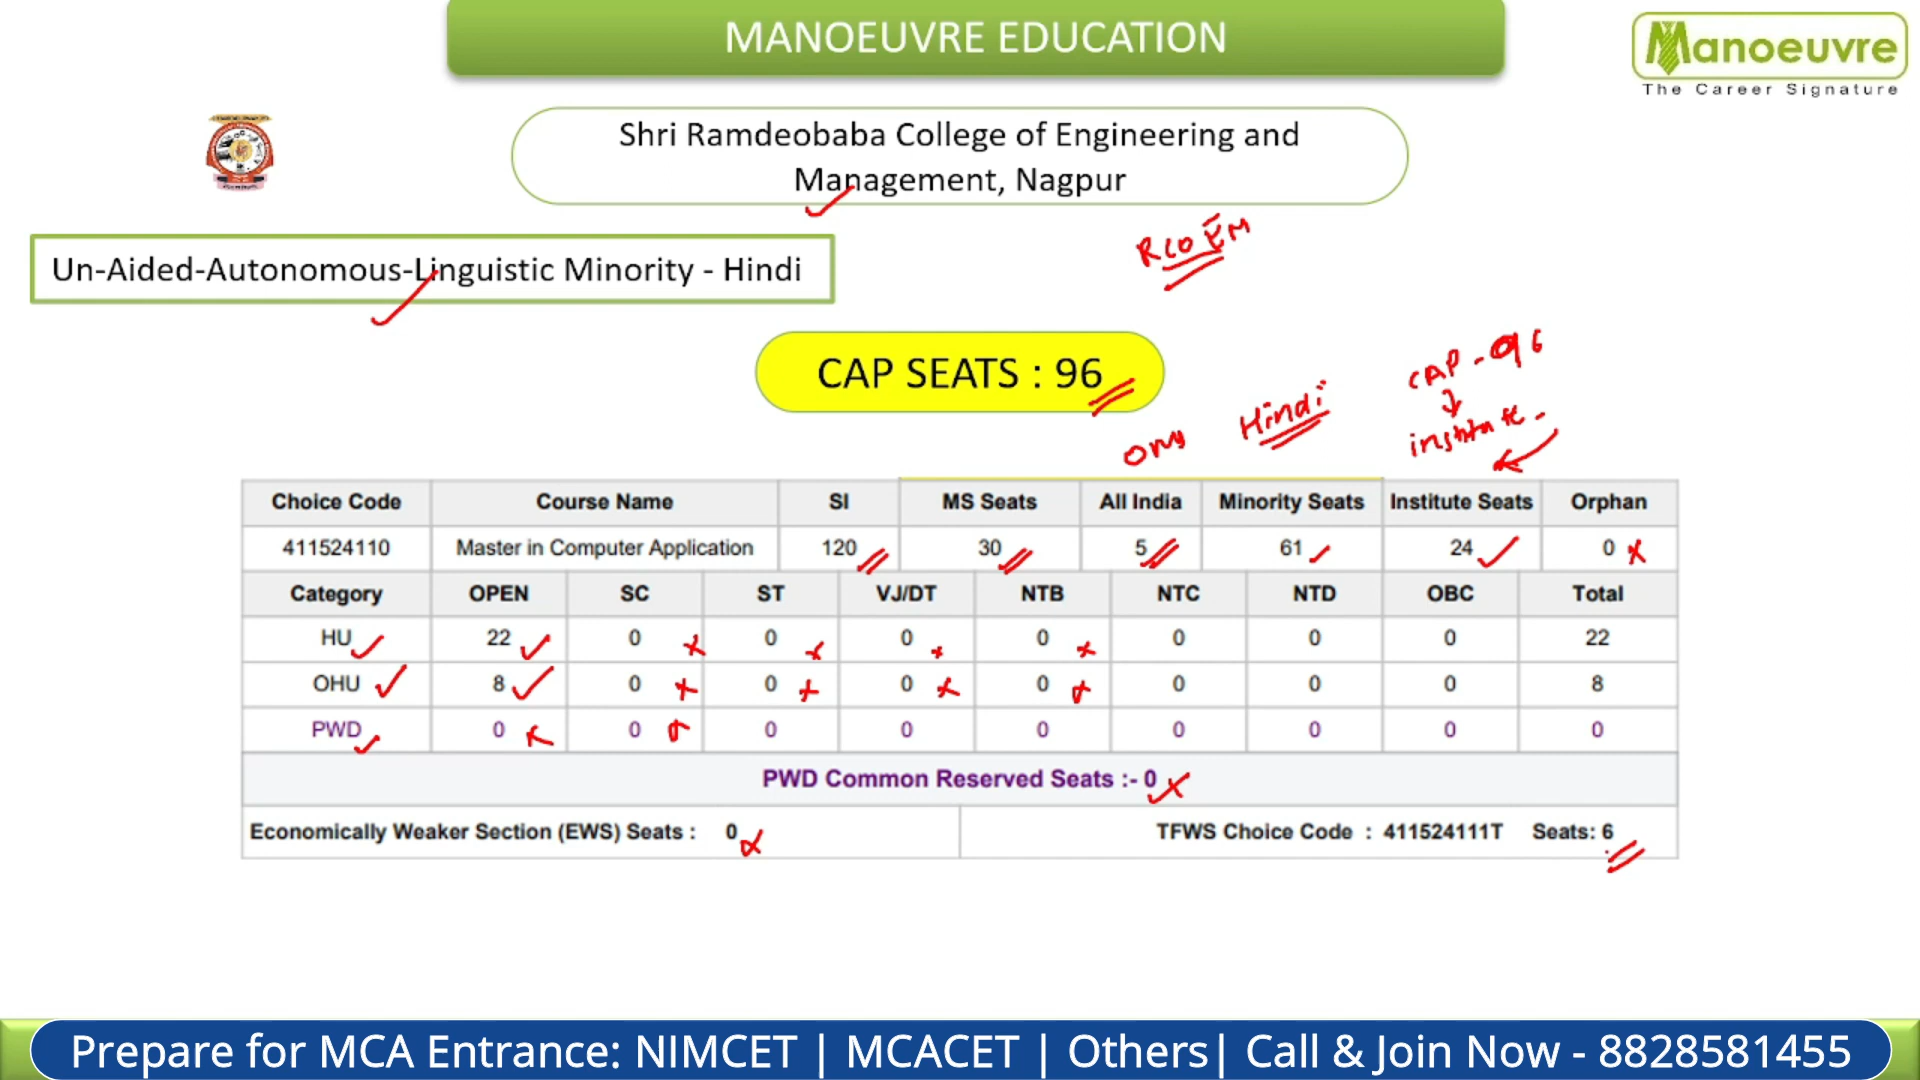 MANOEUVRE EDUCATION
Manoeuvre
The Career Signature
Shri Ramdeobaba College of Engineering and
Management, Nagpur
RCOEM
Un-Aided-Autonomous-Linguistic Minority - Hindi
CAP SEATS : 96
CAP - 96
Hindi
institute -
Choice Code Course Name SI MS Seats All India Minority Seats Institute Seats Orphan
411524110 Master in Computer Application 120 30 5 61 24 0
Category OPEN SC ST VJ/DT NTB NTC NTD OBC Total
HU 22 0 0 0 0 0 0 0 22
OHU 8 0 0 0 0 0 0 0 8
PWD 0 0 0 0 0 0 0 0 0
PWD Common Reserved Seats :- 0
Economically Weaker Section (EWS) Seats : 0 TFWS Choice Code : 411524111T Seats: 6
Prepare for MCA Entrance: NIMCET | MCACET | Others| Call & Join Now - 8828581455